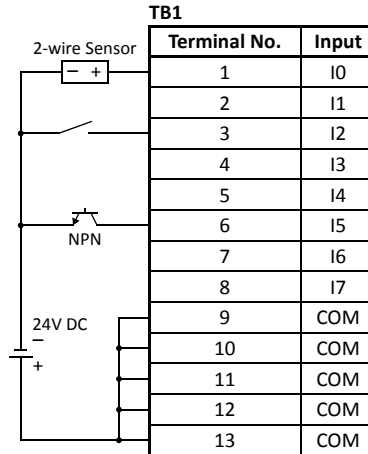 TB1
2-wire Sensor
− +
NPN
24V DC
−
+
Terminal No. Input
1 I0
2 I1
3 I2
4 I3
5 I4
6 I5
7 I6
8 I7
9 COM
10 COM
11 COM
12 COM
13 COM